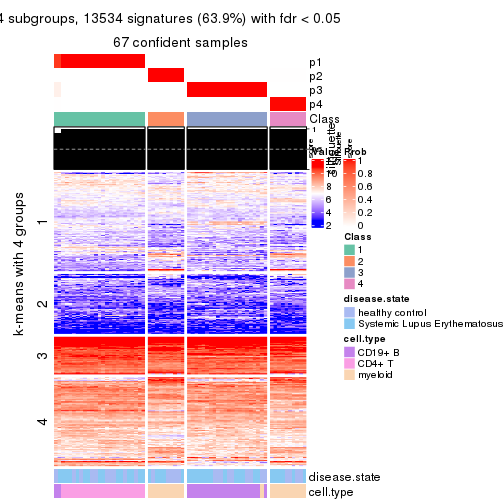 4 subgroups, 13534 signatures (63.9%) with fdr < 0.05
67 confident samples
p1
p2
p3
p4
Class
1
Value
Prob
10
8
6
4
2
1
0.8
0.6
0.4
0.2
0
k-means with 4 groups
1
2
3
4
Class
1
2
3
4
disease.state
healthy control
Systemic Lupus Erythematosus
cell.type
CD19+ B
CD4+ T
myeloid
disease.state
cell.type